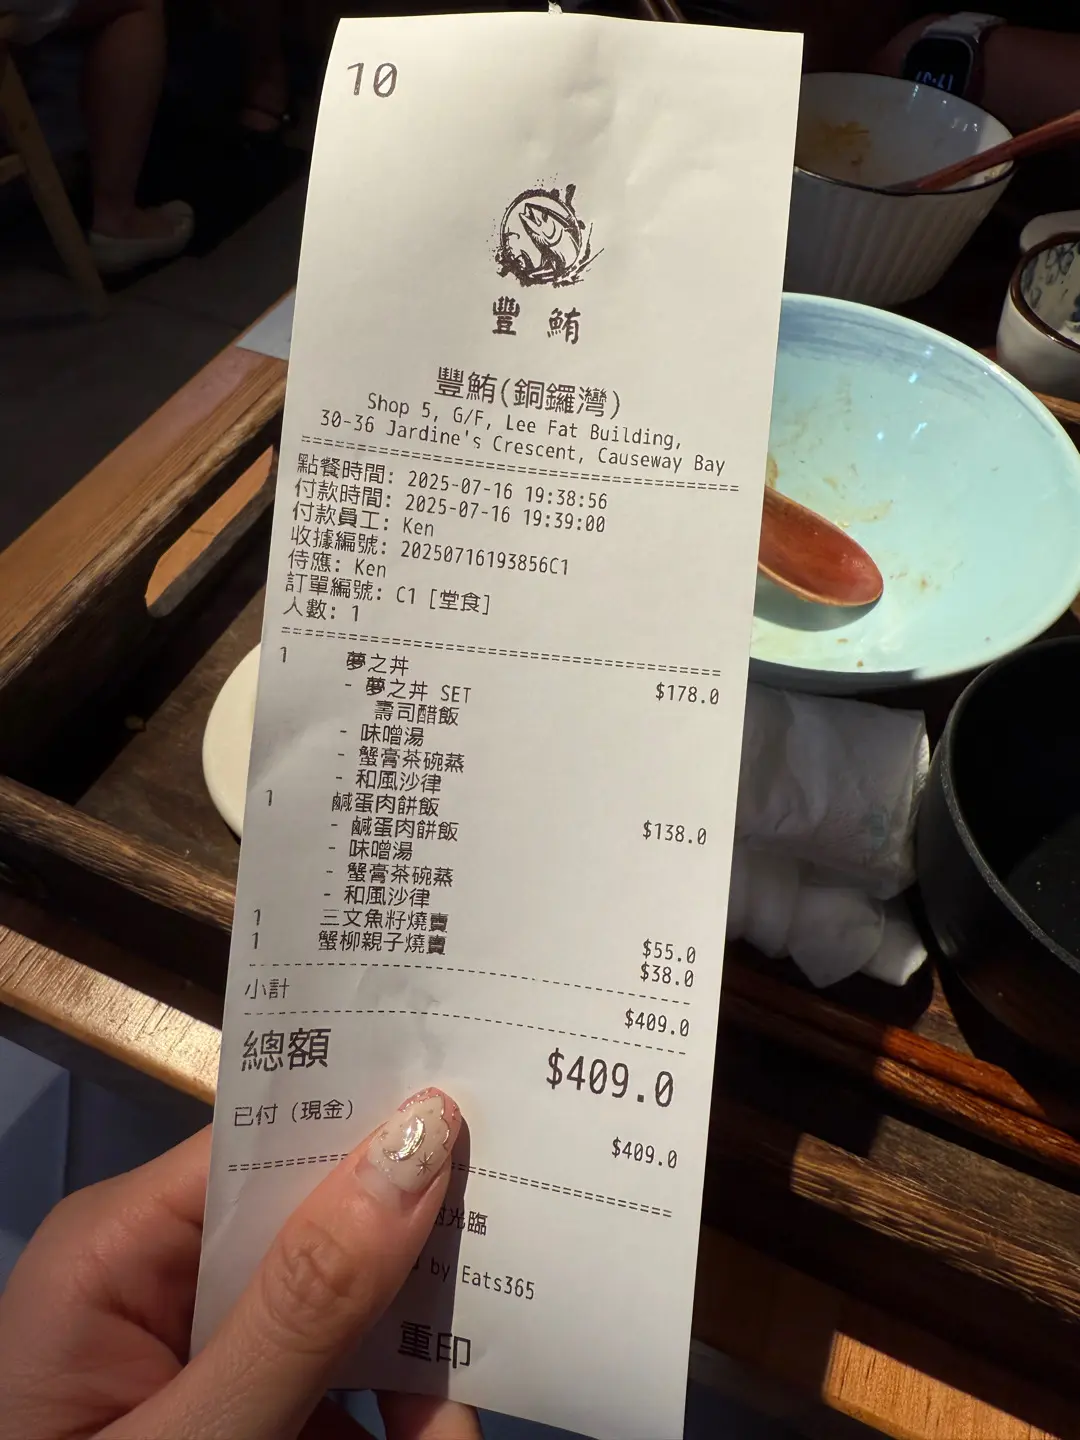 10
豐鮪
豐鮪(銅鑼灣)
Shop 5, G/F, Lee Fat Building,
30-36 Jardine's Crescent, Causeway Bay
點餐時間: 2025-07-16 19:38:56
付款時間: 2025-07-16 19:39:00
付款員工: Ken
收據編號: 20250716193856C1
侍應: Ken
訂單編號: C1 [堂食]
人數: 1
1 夢之丼 $178.0
- 夢之丼 SET
壽司醋飯
- 味噌湯
- 蟹膏茶碗蒸
- 和風沙律
1 鹹蛋肉餅飯 $138.0
- 鹹蛋肉餅飯
- 味噌湯
- 蟹膏茶碗蒸
- 和風沙律
1 三文魚籽燒賣 $55.0
1 蟹柳親子燒賣 $38.0
小計 $409.0
總額 $409.0
已付 (現金) $409.0
光臨
by Eats365
重印